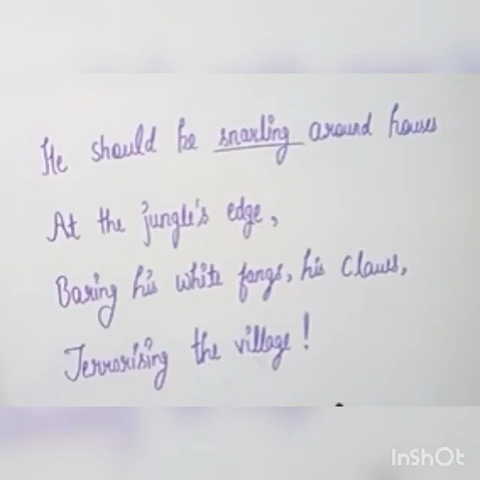 He should be snarling around houses
At the jungle's edge,
Baring his white fangs, his claws,
Terrorising the village!
InShOt